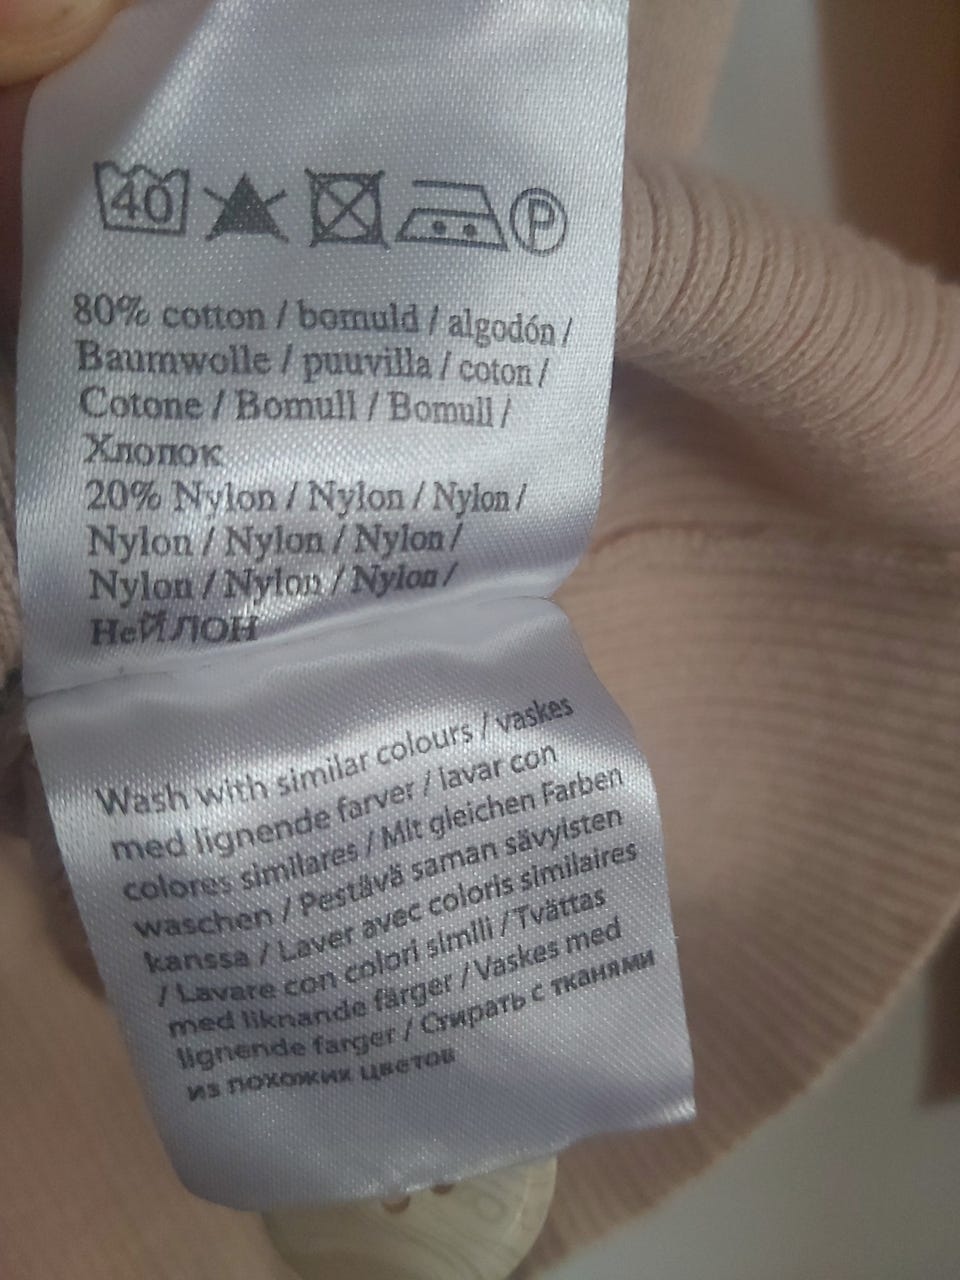 40
P
80% cotton / bomuld / algodón /
Baumwolle / puuvilla / coton /
Cotone / Bomull / Bomull /
Хлопок
20% Nylon / Nylon / Nylon /
Nylon / Nylon / Nylon /
Nylon / Nylon / Nylon /
НеЙЛОН
Wash with similar colours / vaskes
med lignende farver / lavar con
colores similares / Mit gleichen Farben
waschen / Pestävä saman sävyisten
kanssa / Laver avec coloris similaires
/ Lavare con colori simili / Tvättas
med liknande färger / Vaskes med
lignende farger / Стирать с тканями
из похожих цветов